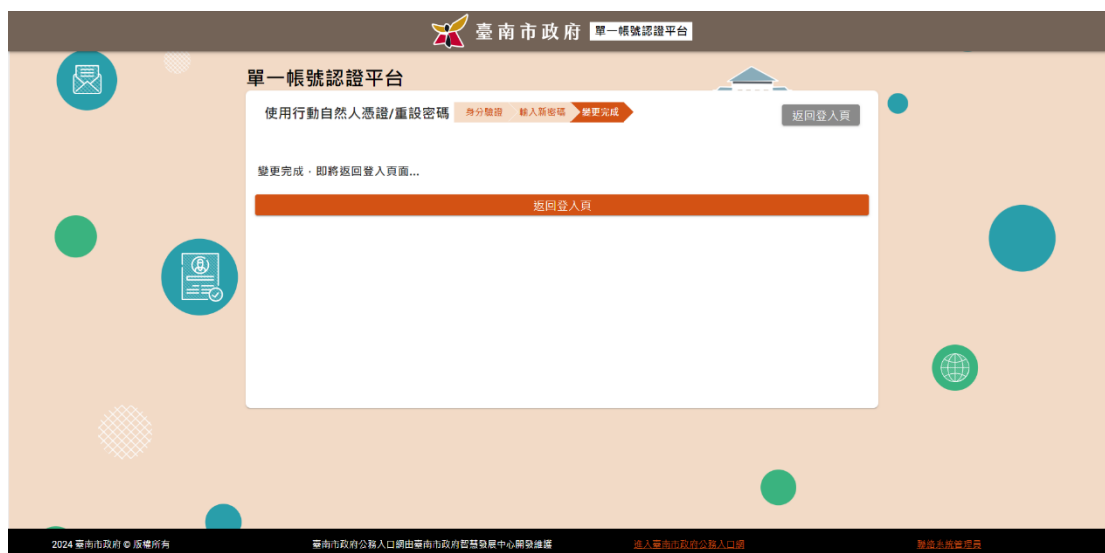 臺南市政府 單一帳號認證平台
單一帳號認證平台
使用行動自然人憑證/重設密碼 身分驗證 輸入新密碼 變更完成 返回登入頁
變更完成，即將返回登入頁面...
返回登入頁
2024 臺南市政府 © 版權所有 臺南市政府公務入口網由臺南市政府智慧發展中心開發維護 進入臺南市政府公務入口網 聯絡系統管理員